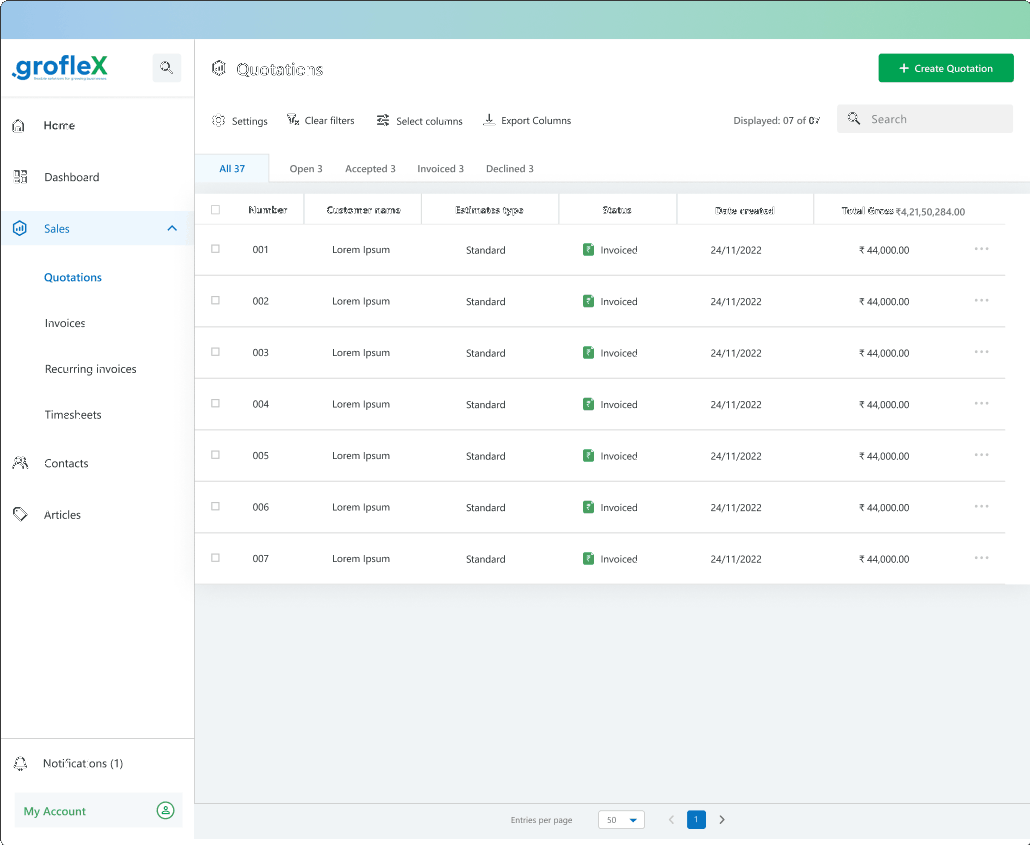 .grofleX
Quotations
+ Create Quotation
Settings
Clear filters
Select columns
Export Columns
Displayed: 07 of 07
Search
Home
Dashboard
Sales
Quotations
Invoices
Recurring invoices
Timesheets
Contacts
Articles
Notifications (1)
My Account
All 37 Open 3 Accepted 3 Invoiced 3 Declined 3
Number Customer name Estimates type Status Date created Total Gross ₹4,21,50,284.00
001 Lorem Ipsum Standard ₹ Invoiced 24/11/2022 ₹ 44,000.00
002 Lorem Ipsum Standard ₹ Invoiced 24/11/2022 ₹ 44,000.00
003 Lorem Ipsum Standard ₹ Invoiced 24/11/2022 ₹ 44,000.00
004 Lorem Ipsum Standard ₹ Invoiced 24/11/2022 ₹ 44,000.00
005 Lorem Ipsum Standard ₹ Invoiced 24/11/2022 ₹ 44,000.00
006 Lorem Ipsum Standard ₹ Invoiced 24/11/2022 ₹ 44,000.00
007 Lorem Ipsum Standard ₹ Invoiced 24/11/2022 ₹ 44,000.00
Entries per page 50 1